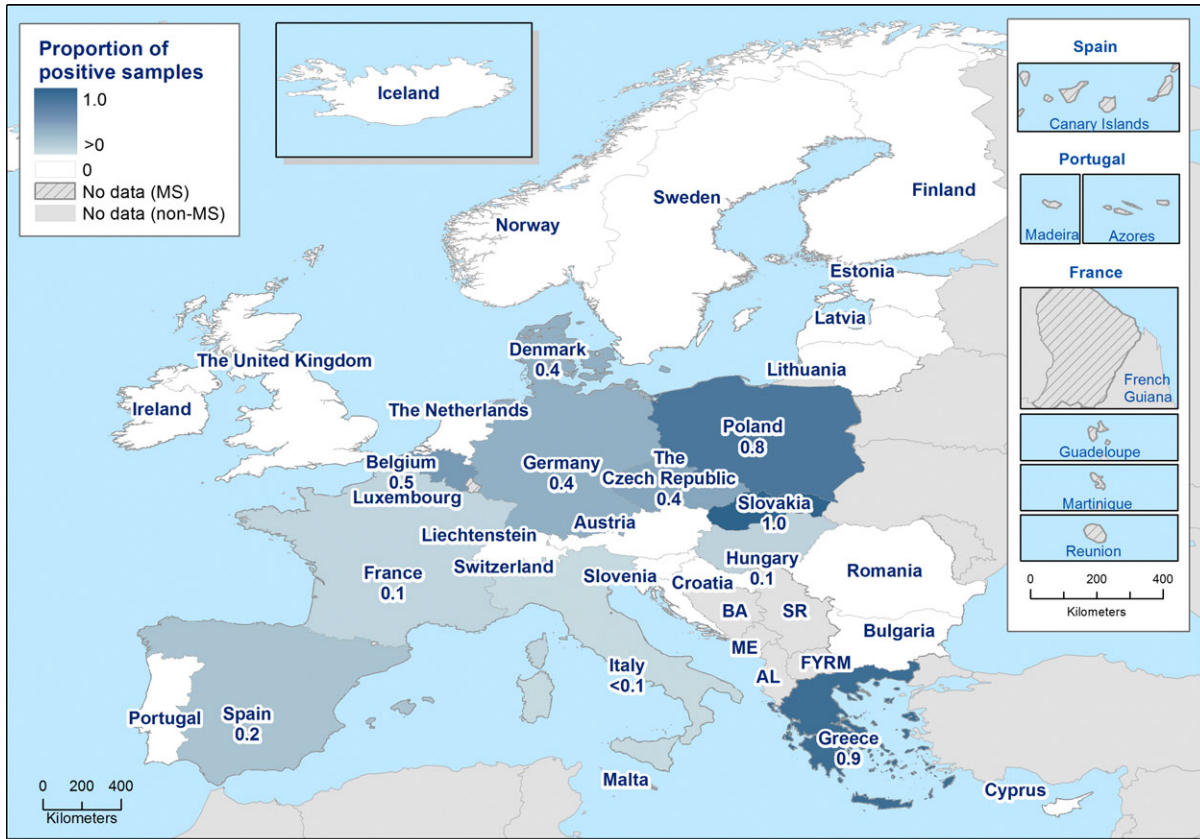 Proportion of
positive samples
1.0
>0
0
No data (MS)
No data (non-MS)
Iceland
Norway
Sweden
Finland
Estonia
Latvia
Lithuania
Denmark
0.4
The United Kingdom
Ireland
The Netherlands
Poland
0.8
Belgium
0.5
Luxembourg
Germany
0.4
The
Czech Republic
0.4
Slovakia
1.0
Liechtenstein
Austria
Switzerland
France
0.1
Slovenia
Hungary
0.1
Croatia
Romania
BA
SR
Bulgaria
ME
Italy
<0.1
AL
FYRM
Portugal
Spain
0.2
Greece
0.9
Malta
Cyprus
0 200 400
Kilometers
Spain
Canary Islands
Portugal
Madeira
Azores
France
French
Guiana
Guadeloupe
Martinique
Reunion
0 200 400
Kilometers